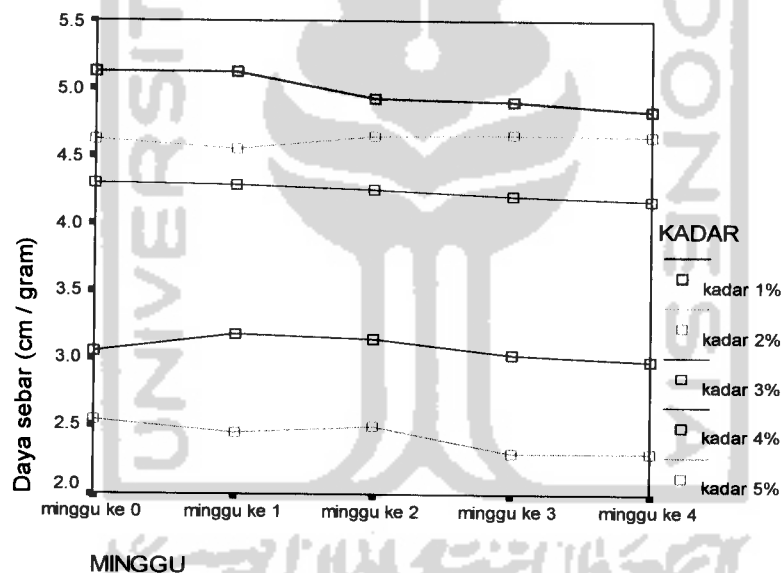 5.5
5.0
4.5
4.0
3.5
3.0
2.5
2.0
Daya sebar (cm / gram)
minggu ke 0 minggu ke 1 minggu ke 2 minggu ke 3 minggu ke 4
MINGGU
KADAR
kadar 1%
kadar 2%
kadar 3%
kadar 4%
kadar 5%